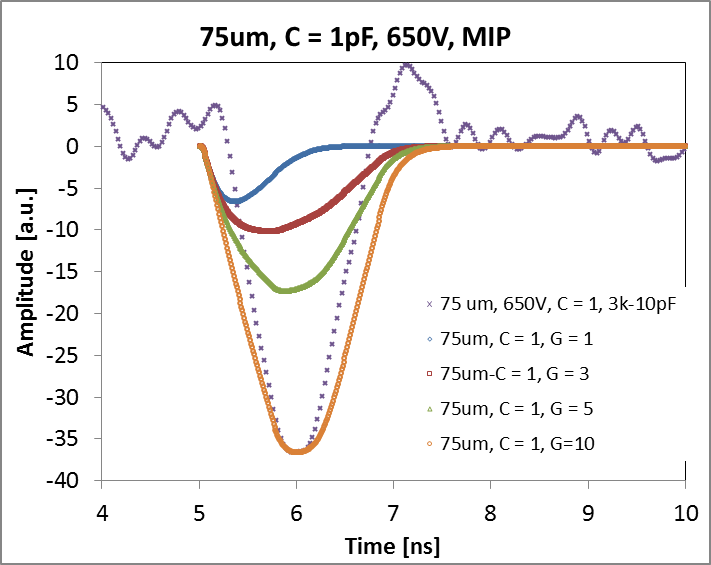 75um, C = 1pF, 650V, MIP
10
5
0
-5
-10
-15
-20
-25
-30
-35
-40
Amplitude [a.u.]
75 um, 650V, C = 1, 3k-10pF
75um, C = 1, G = 1
75um-C = 1, G = 3
75um, C = 1, G = 5
75um, C = 1, G=10
4 5 6 7 8 9 10
Time [ns]